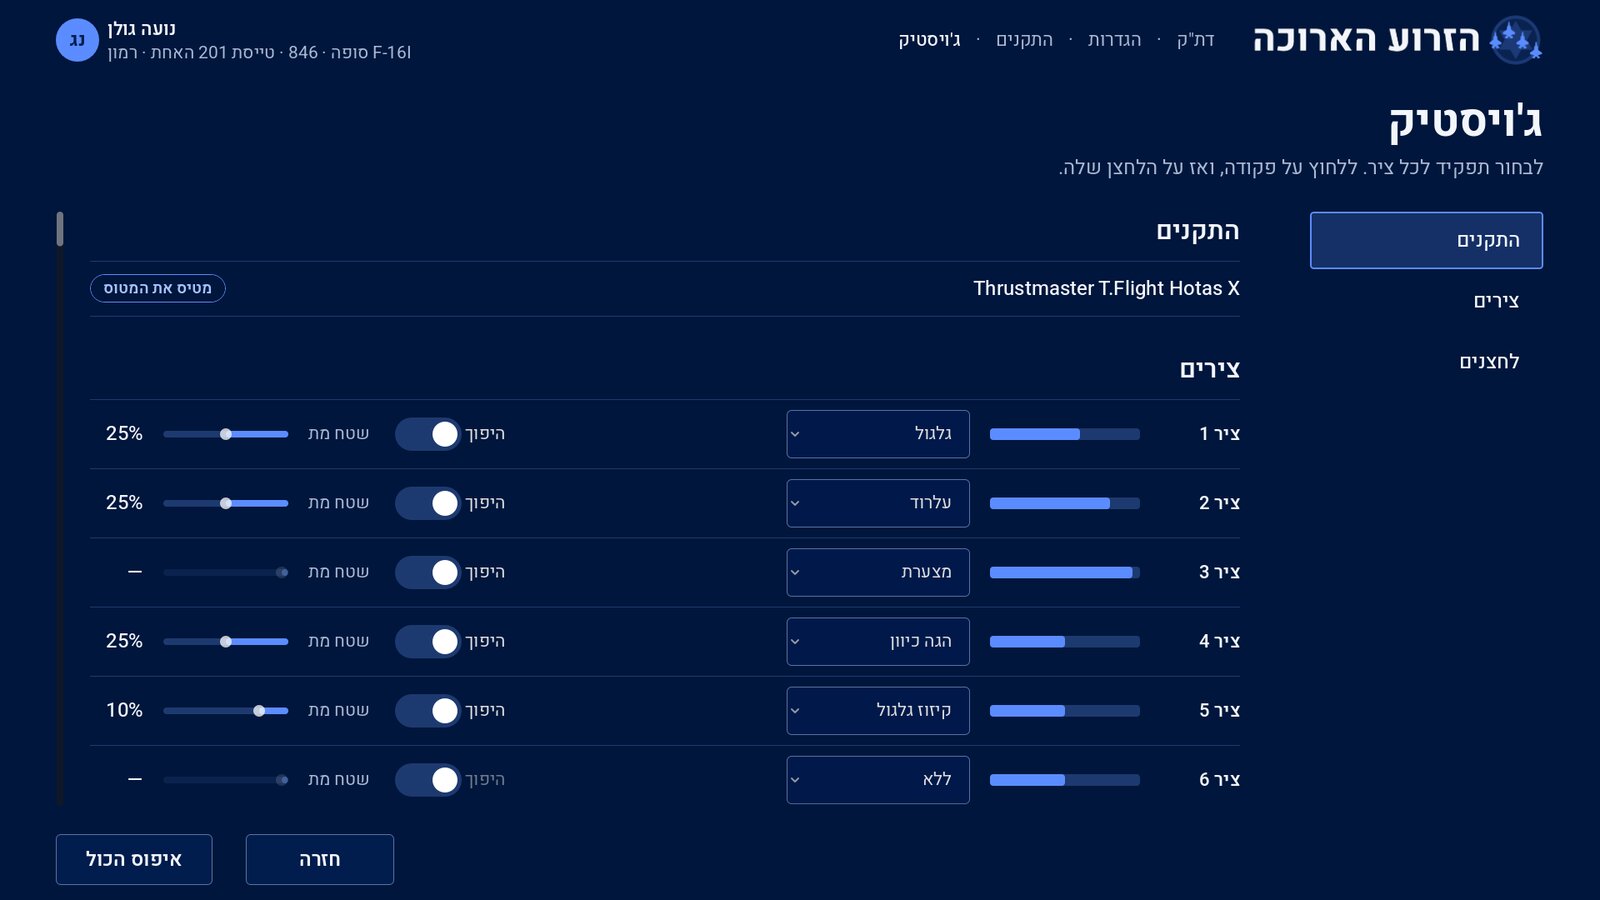 הזרוע הארוכה
דת"ק · הגדרות · התקנים · ג'ויסטיק
נועה גולן
F-16I סופה · 846 · טייסת 201 האחת · רמון
נג
ג'ויסטיק
לבחור תפקיד לכל ציר. ללחוץ על פקודה, ואז על הלחצן שלה.
התקנים
צירים
לחצנים
התקנים
Thrustmaster T.Flight Hotas X
מטיס את המטוס
צירים
ציר 1 גלגול היפוך שטח מת 25%
ציר 2 עלרוד היפוך שטח מת 25%
ציר 3 מצערת היפוך שטח מת —
ציר 4 הגה כיוון היפוך שטח מת 25%
ציר 5 קיזוז גלגול היפוך שטח מת 10%
ציר 6 ללא היפוך שטח מת —
חזרה
איפוס הכול